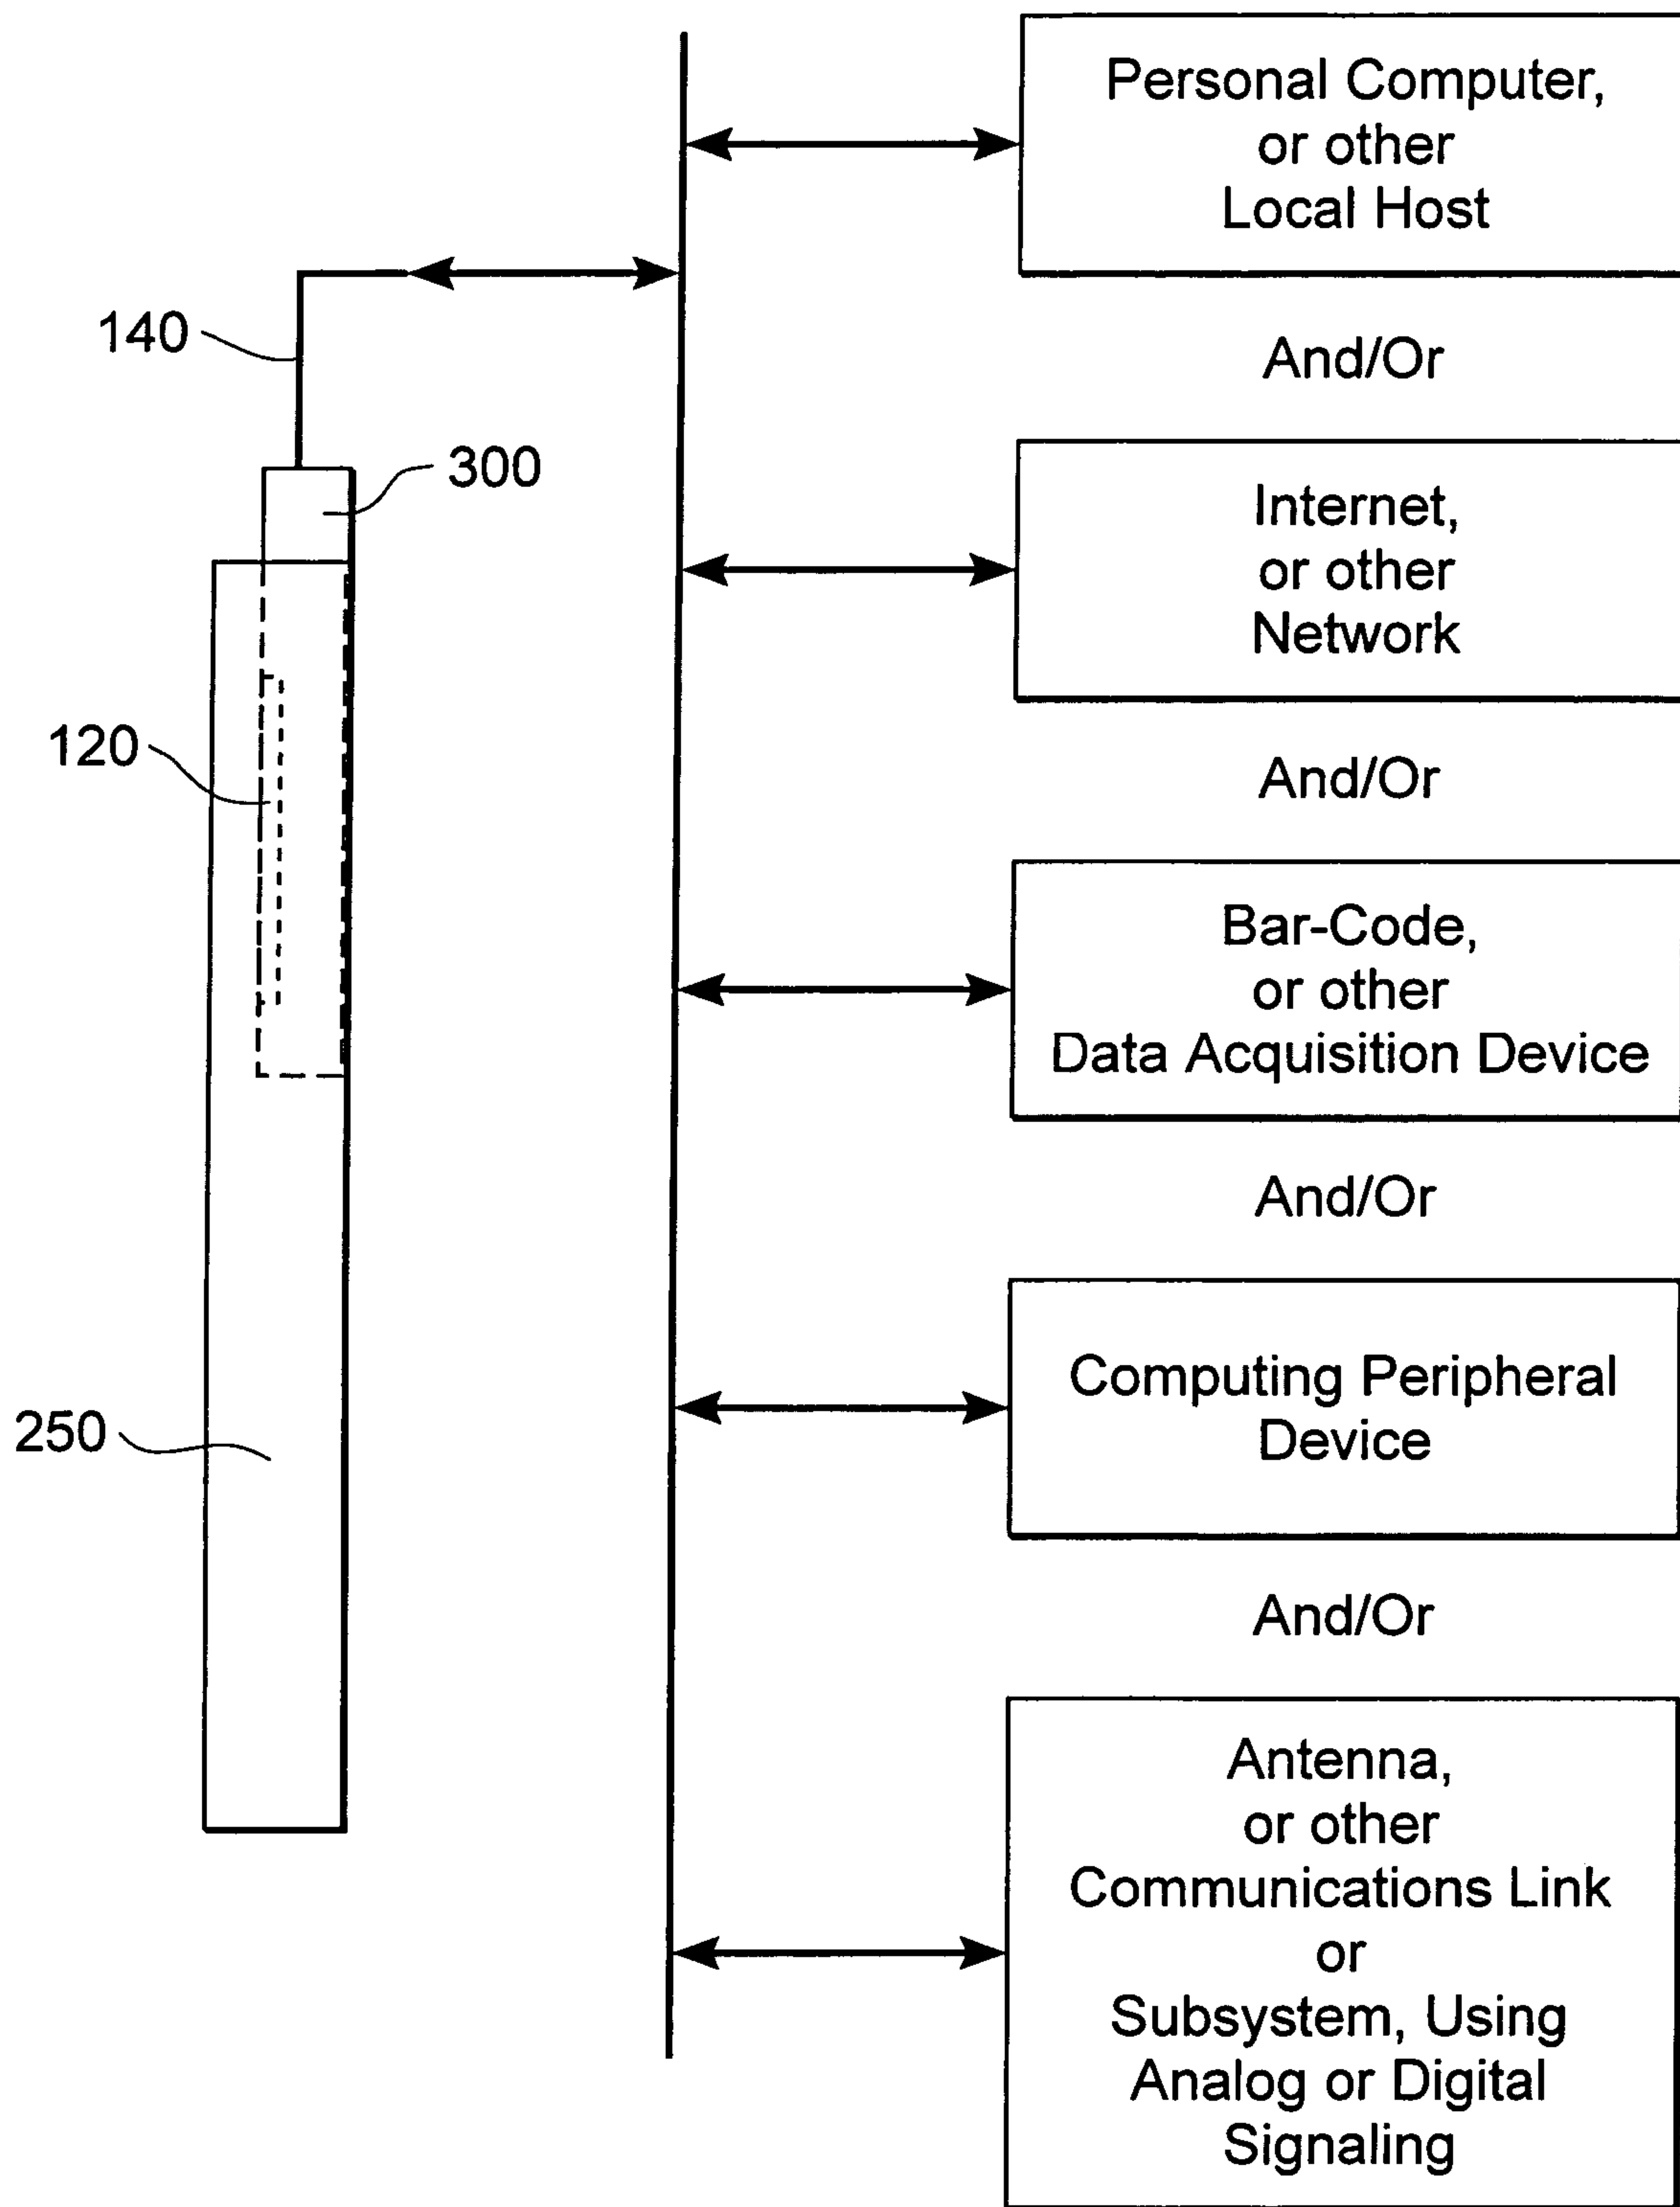 Personal Computer,
or other
Local Host
140
And/Or
300
Internet,
or other
Network
120
And/Or
Bar-Code,
or other
Data Acquisition Device
And/Or
Computing Peripheral
Device
250
And/Or
Antenna,
or other
Communications Link
or
Subsystem, Using
Analog or Digital
Signaling